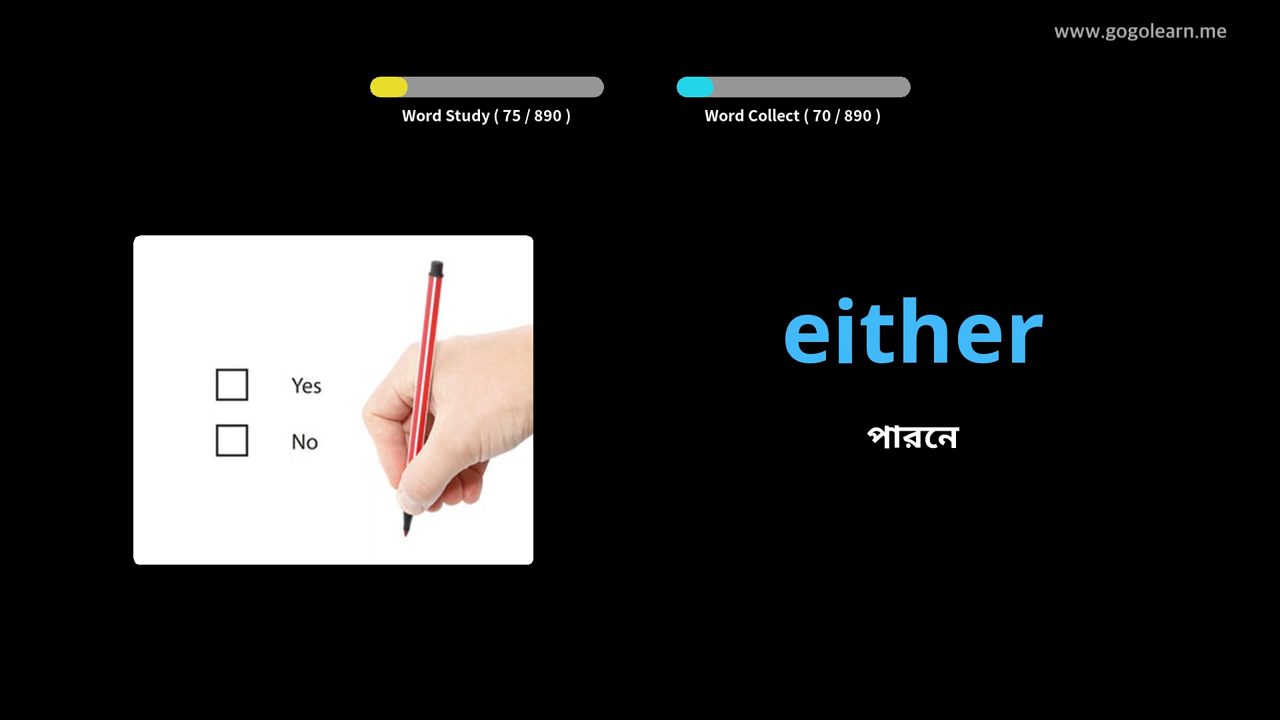 www.gogolearn.me
Word Study ( 75 / 890 )
Word Collect ( 70 / 890 )
Yes
No
either
পারনে